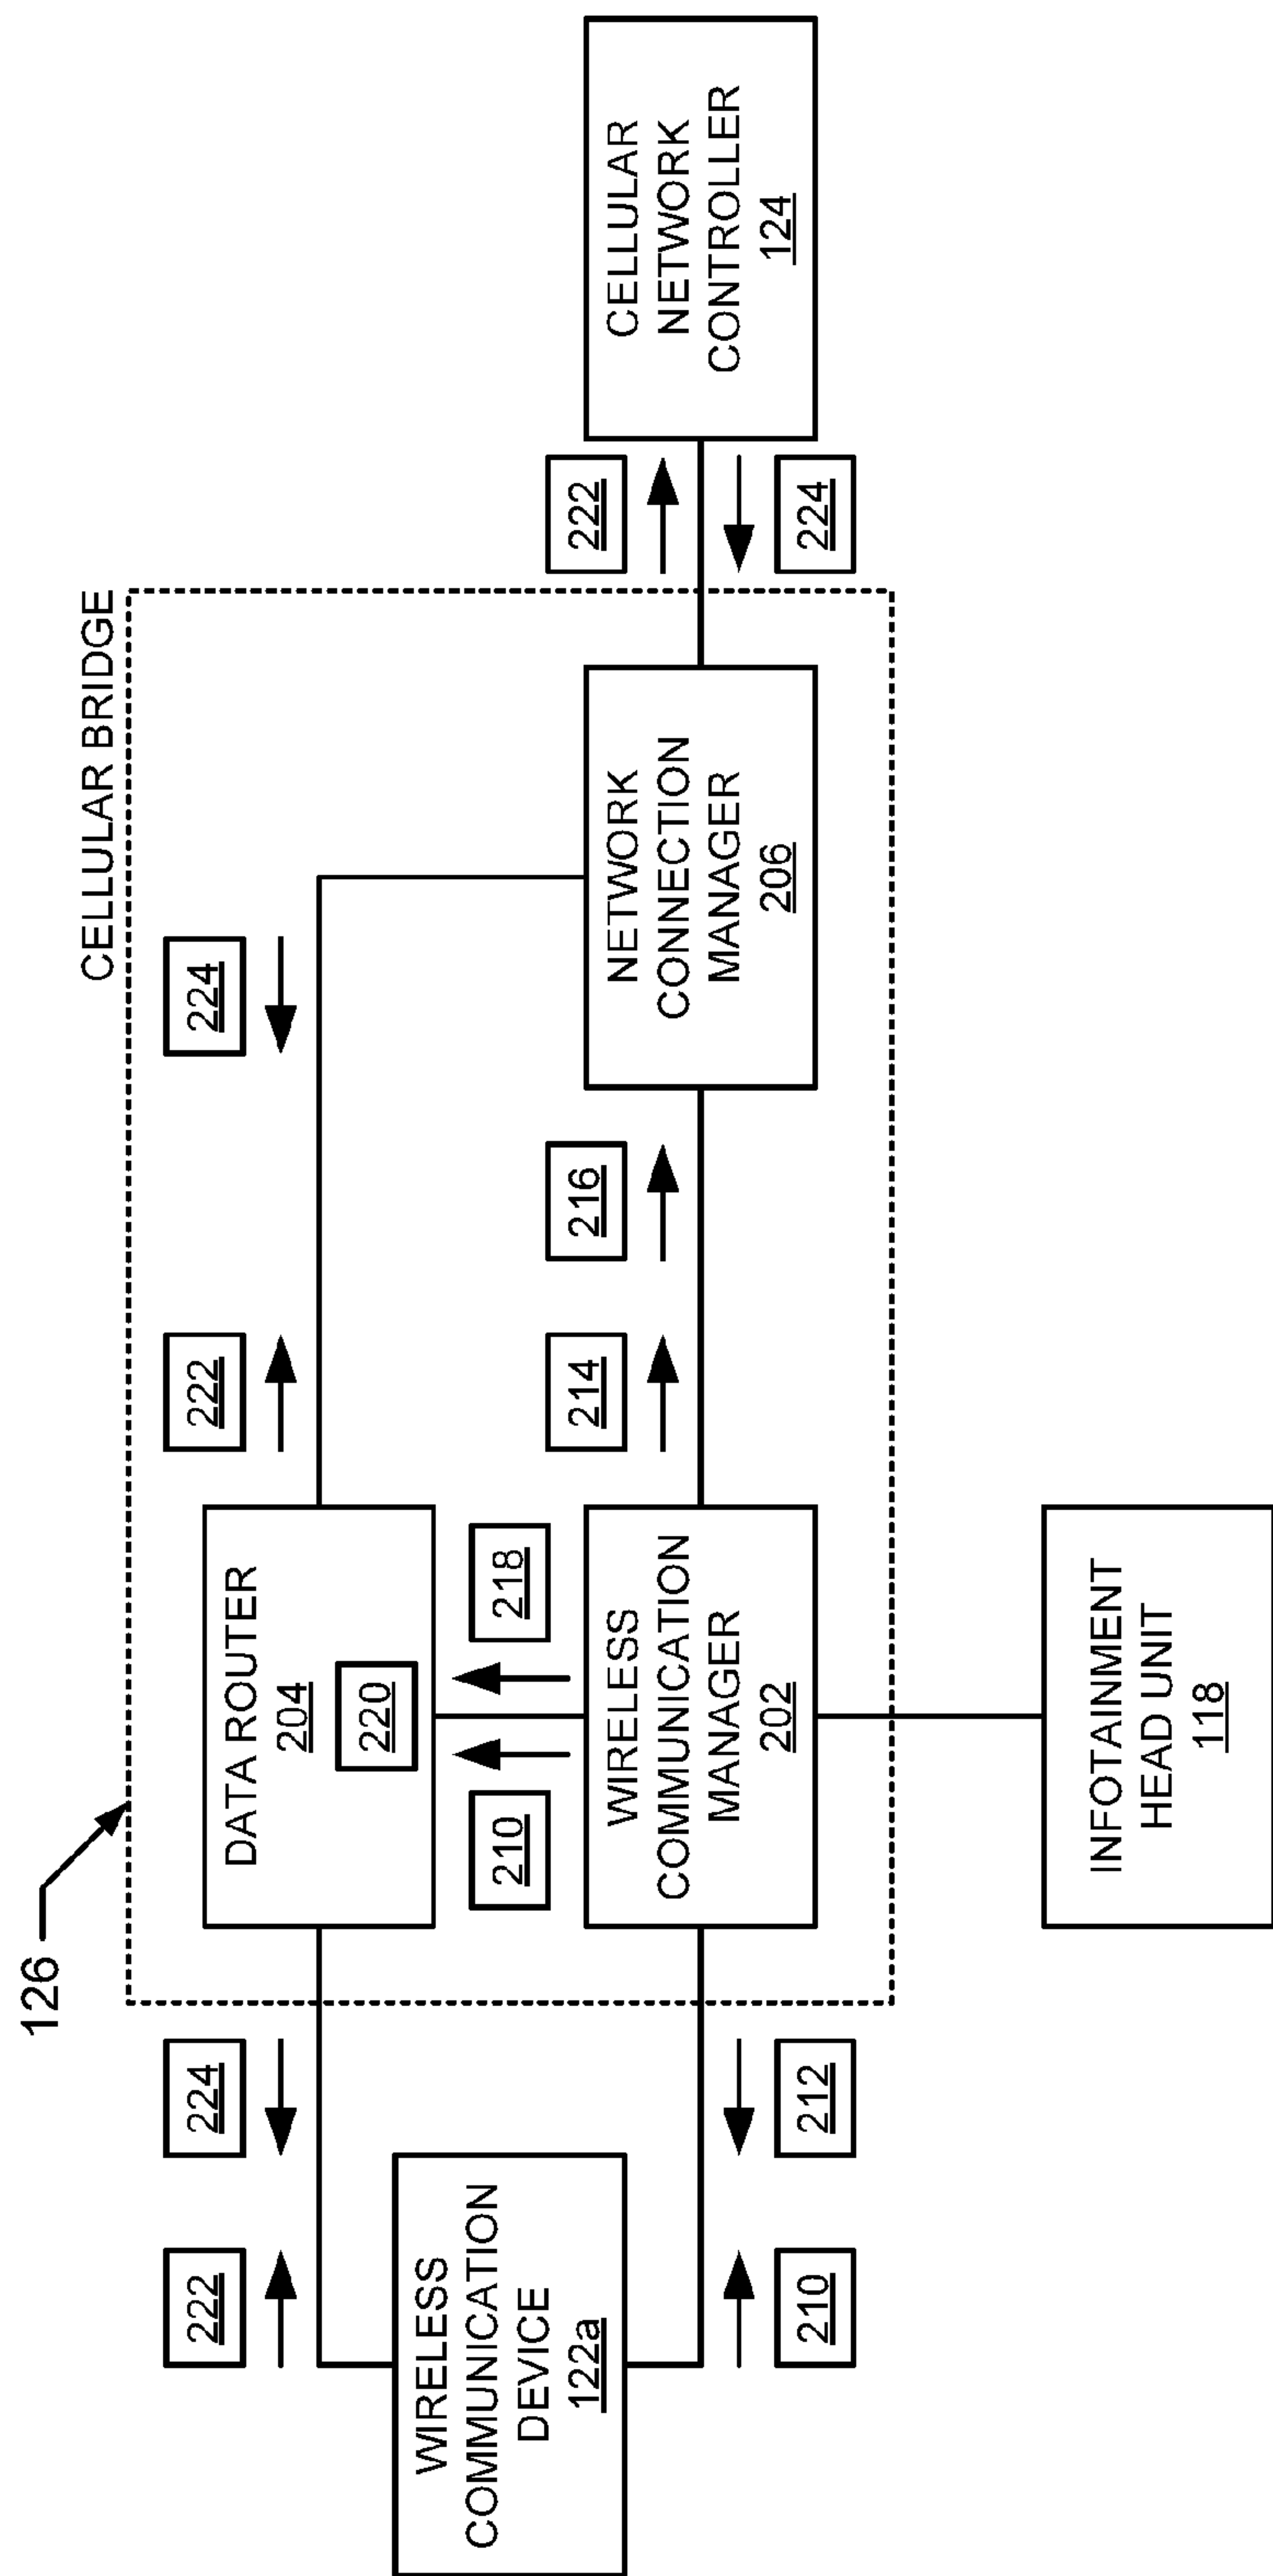 126
CELLULAR BRIDGE
222
224
222
224
DATA ROUTER
204
220
WIRELESS
COMMUNICATION
DEVICE
122a
210
218
214
216
222
WIRELESS
COMMUNICATION
MANAGER
202
NETWORK
CONNECTION
MANAGER
206
CELLULAR
NETWORK
CONTROLLER
124
210
212
224
INFOTAINMENT
HEAD UNIT
118